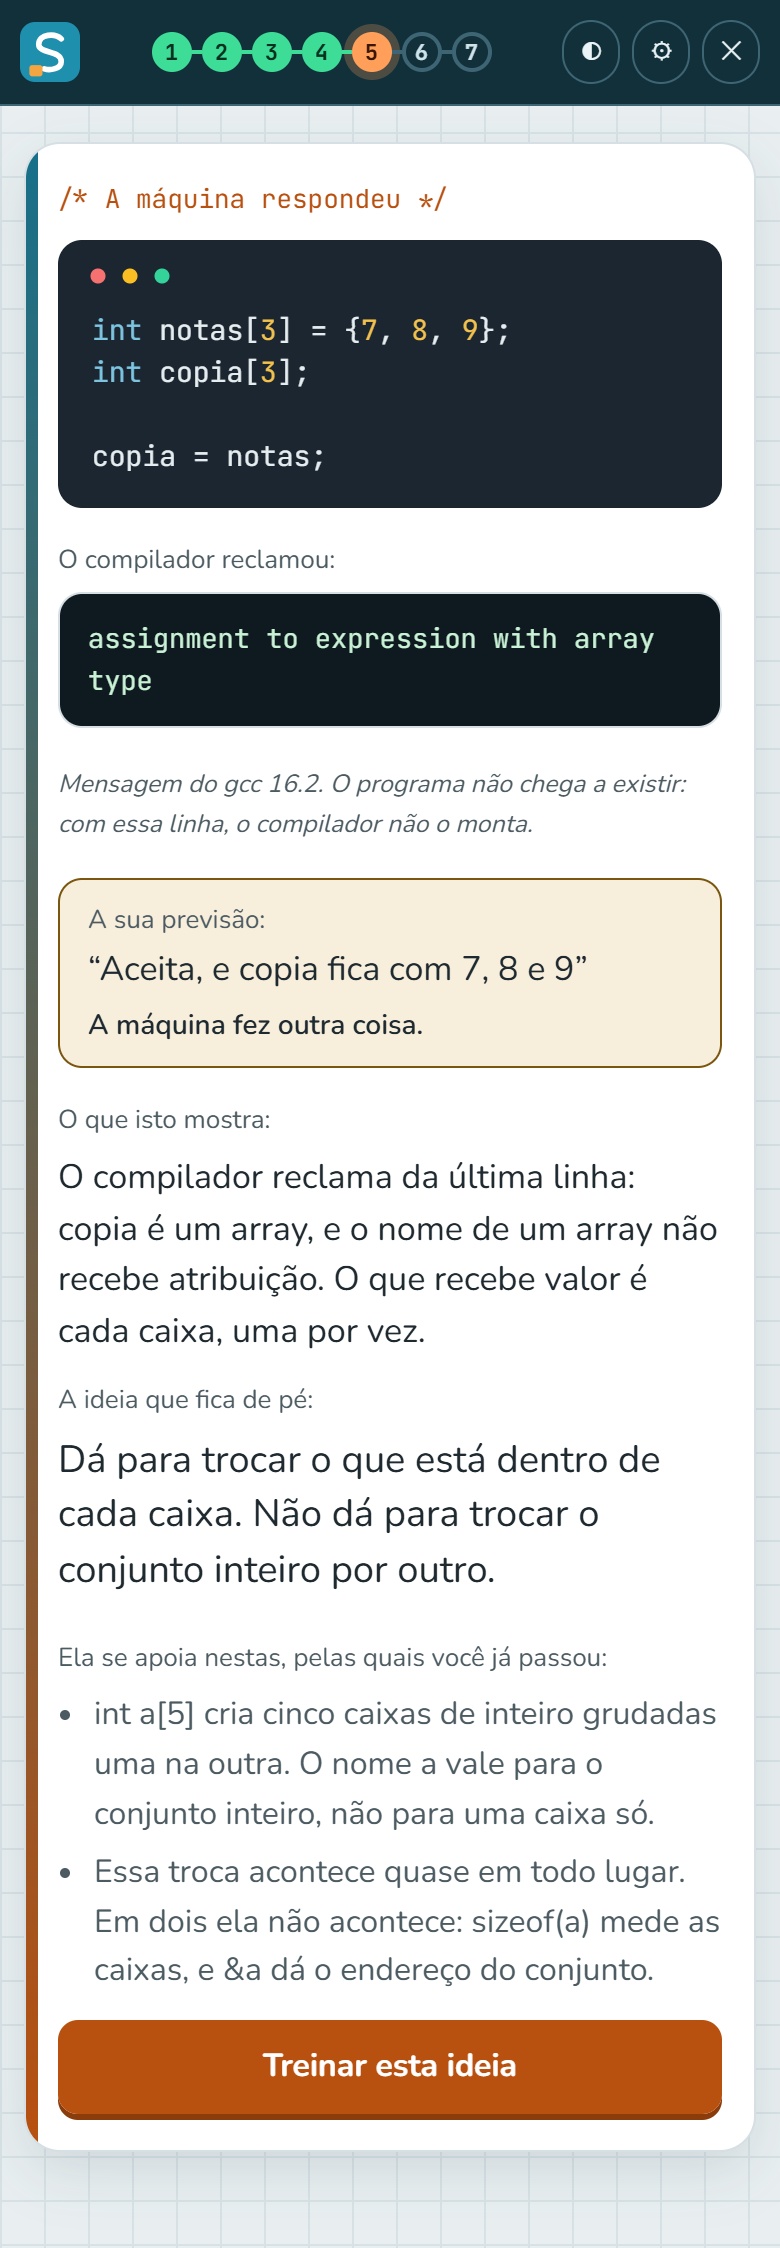 S
1 2 3 4 5 6 7
/* A máquina respondeu */
int notas[3] = {7, 8, 9};
int copia[3];
copia = notas;
O compilador reclamou:
assignment to expression with array
type
Mensagem do gcc 16.2. O programa não chega a existir:
com essa linha, o compilador não o monta.
A sua previsão:
“Aceita, e copia fica com 7, 8 e 9”
A máquina fez outra coisa.
O que isto mostra:
O compilador reclama da última linha:
copia é um array, e o nome de um array não
recebe atribuição. O que recebe valor é
cada caixa, uma por vez.
A ideia que fica de pé:
Dá para trocar o que está dentro de
cada caixa. Não dá para trocar o
conjunto inteiro por outro.
Ela se apoia nestas, pelas quais você já passou:
• int a[5] cria cinco caixas de inteiro grudadas
uma na outra. O nome a vale para o
conjunto inteiro, não para uma caixa só.
• Essa troca acontece quase em todo lugar.
Em dois ela não acontece: sizeof(a) mede as
caixas, e &a dá o endereço do conjunto.
Treinar esta ideia